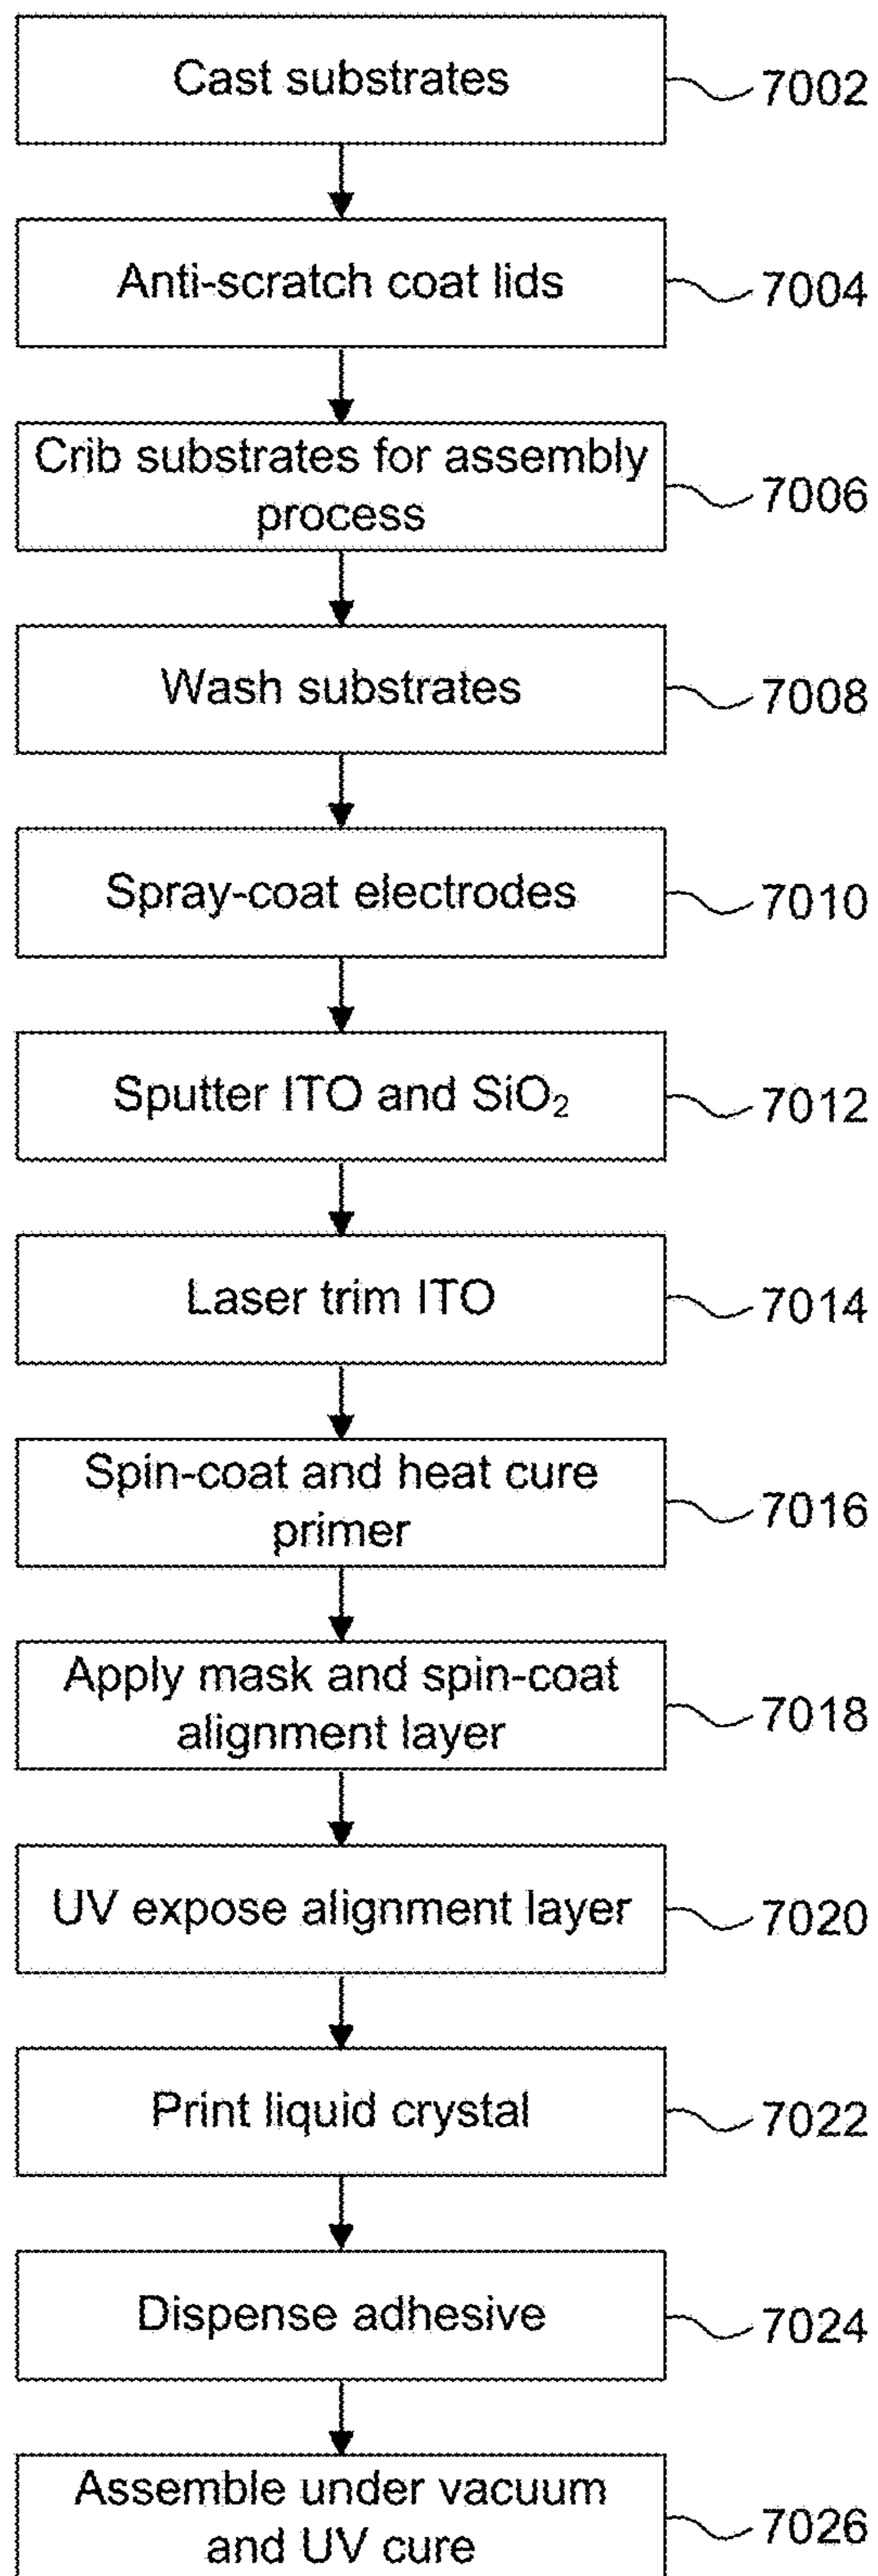 Cast substrates
7002
Anti-scratch coat lids
7004
Crib substrates for assembly
process
7006
Wash substrates
7008
Spray-coat electrodes
7010
Sputter ITO and SiO₂
7012
Laser trim ITO
7014
Spin-coat and heat cure
primer
7016
Apply mask and spin-coat
alignment layer
7018
UV expose alignment layer
7020
Print liquid crystal
7022
Dispense adhesive
7024
Assemble under vacuum
and UV cure
7026